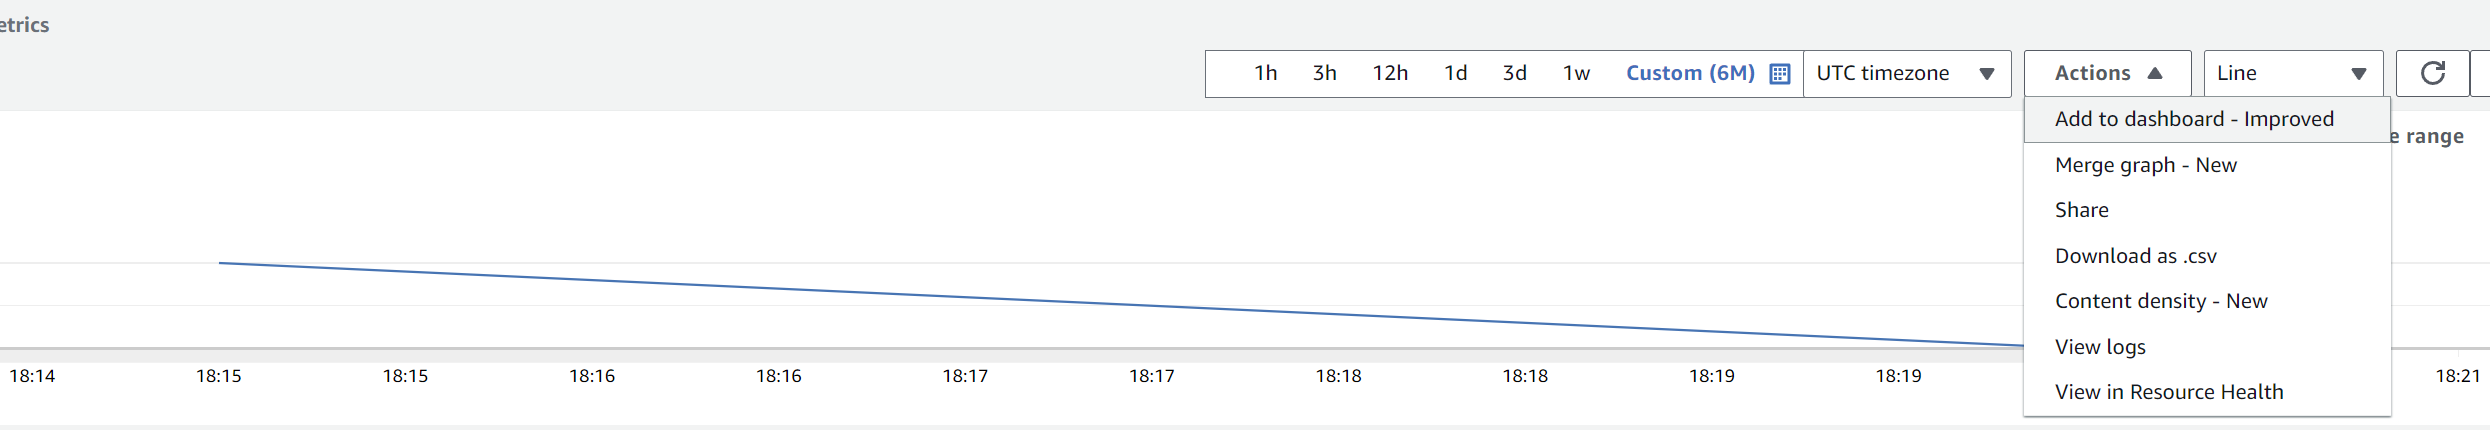 etrics
1h 3h 12h 1d 3d 1w Custom (6M) UTC timezone Actions Line
Add to dashboard - Improved
e range
Merge graph - New
Share
Download as .csv
Content density - New
View logs
View in Resource Health
18:14 18:15 18:15 18:16 18:16 18:17 18:17 18:18 18:18 18:19 18:19 18:21